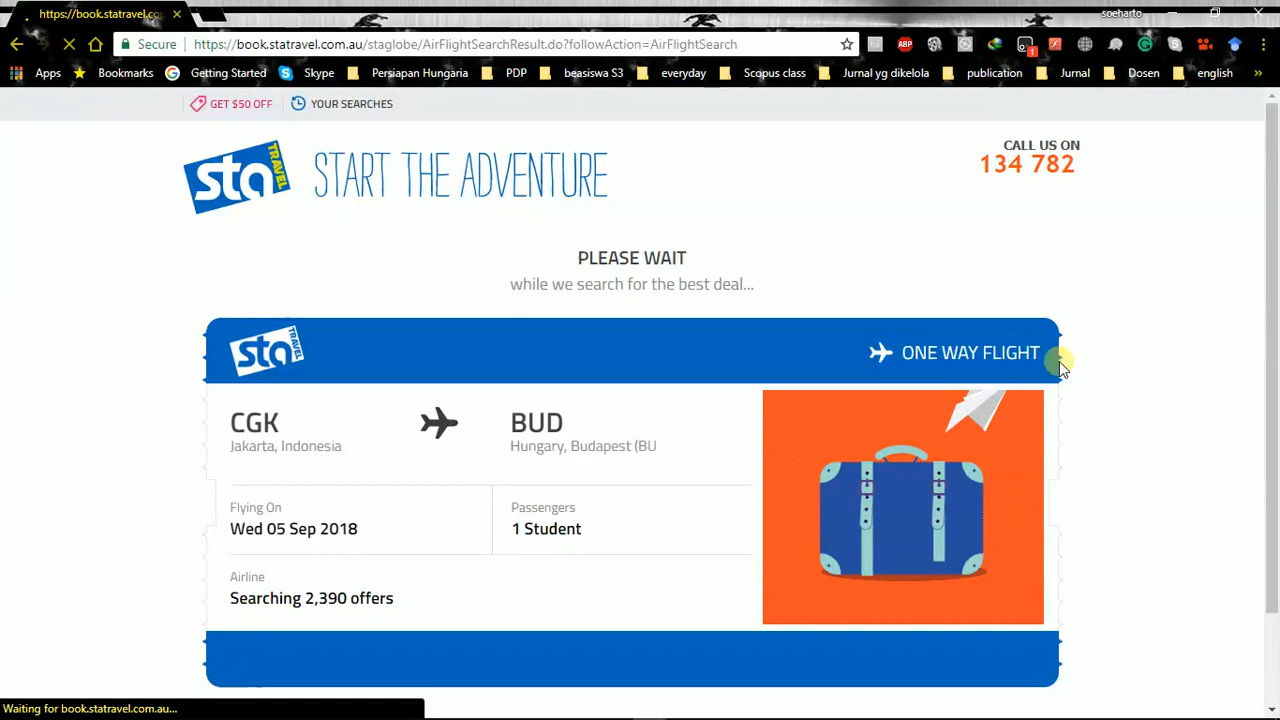 https://book.statravel.co
soeharto
Secure
https://book.statravel.com.au/staglobe/AirFlightSearchResult.do?followAction=AirFlightSearch
ABP
1
Apps
Bookmarks
Getting Started
Skype
Persiapan Hungaria
PDP
beasiswa S3
everyday
Scopus class
Jurnal yg dikelola
publication
Jurnal
Dosen
english
»
GET $50 OFF
YOUR SEARCHES
sta TRAVEL
START THE ADVENTURE
CALL US ON
134 782
PLEASE WAIT
while we search for the best deal...
sta TRAVEL
ONE WAY FLIGHT
CGK
Jakarta, Indonesia
BUD
Hungary, Budapest (BU
Flying On
Wed 05 Sep 2018
Passengers
1 Student
Airline
Searching 2,390 offers
Waiting for book.statravel.com.au...